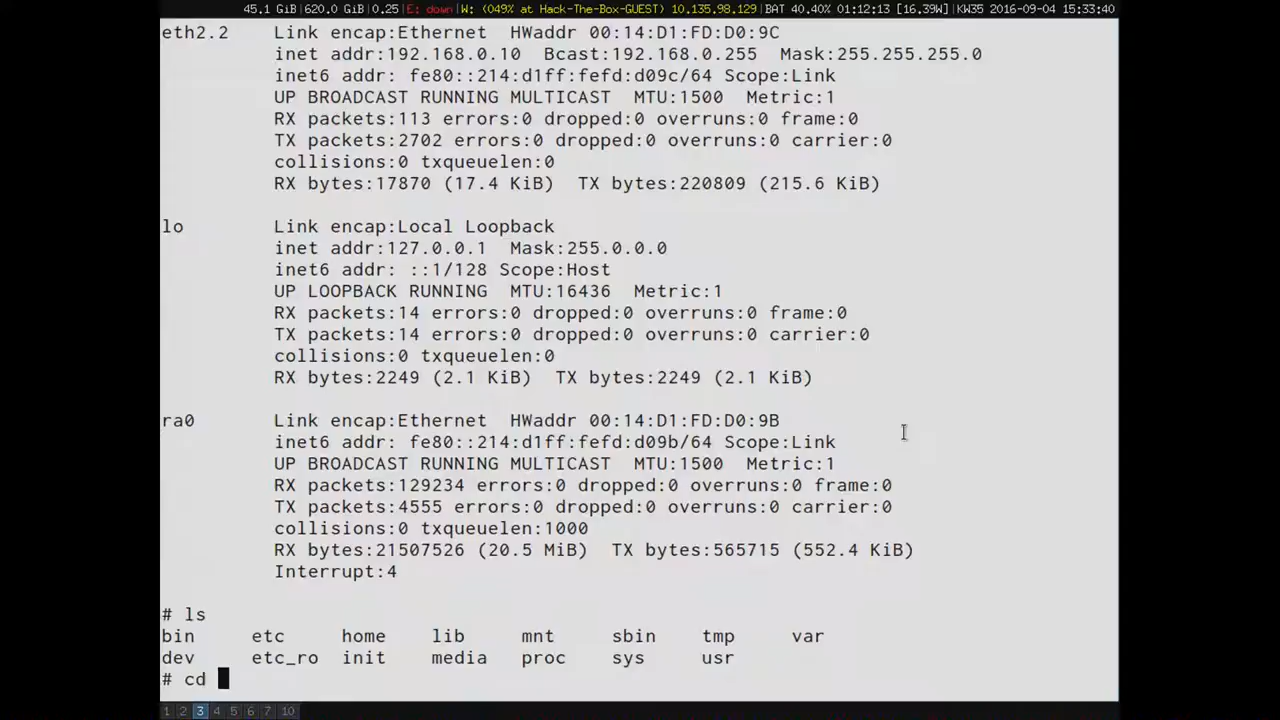 45.1 GiB|620.0 GiB|0.25|E: down|W: (049% at Hack-The-Box-GUEST) 10.135.98.129|BAT 40.40% 01:12:13 [16.39W]|KW35 2016-09-04 15:33:40
eth2.2 Link encap:Ethernet HWaddr 00:14:D1:FD:D0:9C
inet addr:192.168.0.10 Bcast:192.168.0.255 Mask:255.255.255.0
inet6 addr: fe80::214:d1ff:fefd:d09c/64 Scope:Link
UP BROADCAST RUNNING MULTICAST MTU:1500 Metric:1
RX packets:113 errors:0 dropped:0 overruns:0 frame:0
TX packets:2702 errors:0 dropped:0 overruns:0 carrier:0
collisions:0 txqueuelen:0
RX bytes:17870 (17.4 KiB) TX bytes:220809 (215.6 KiB)
lo Link encap:Local Loopback
inet addr:127.0.0.1 Mask:255.0.0.0
inet6 addr: ::1/128 Scope:Host
UP LOOPBACK RUNNING MTU:16436 Metric:1
RX packets:14 errors:0 dropped:0 overruns:0 frame:0
TX packets:14 errors:0 dropped:0 overruns:0 carrier:0
collisions:0 txqueuelen:0
RX bytes:2249 (2.1 KiB) TX bytes:2249 (2.1 KiB)
ra0 Link encap:Ethernet HWaddr 00:14:D1:FD:D0:9B
inet6 addr: fe80::214:d1ff:fefd:d09b/64 Scope:Link
UP BROADCAST RUNNING MULTICAST MTU:1500 Metric:1
RX packets:129234 errors:0 dropped:0 overruns:0 frame:0
TX packets:4555 errors:0 dropped:0 overruns:0 carrier:0
collisions:0 txqueuelen:1000
RX bytes:21507526 (20.5 MiB) TX bytes:565715 (552.4 KiB)
Interrupt:4
# ls
bin etc home lib mnt sbin tmp var
dev etc_ro init media proc sys usr
# cd
1 2 3 4 5 6 7 10